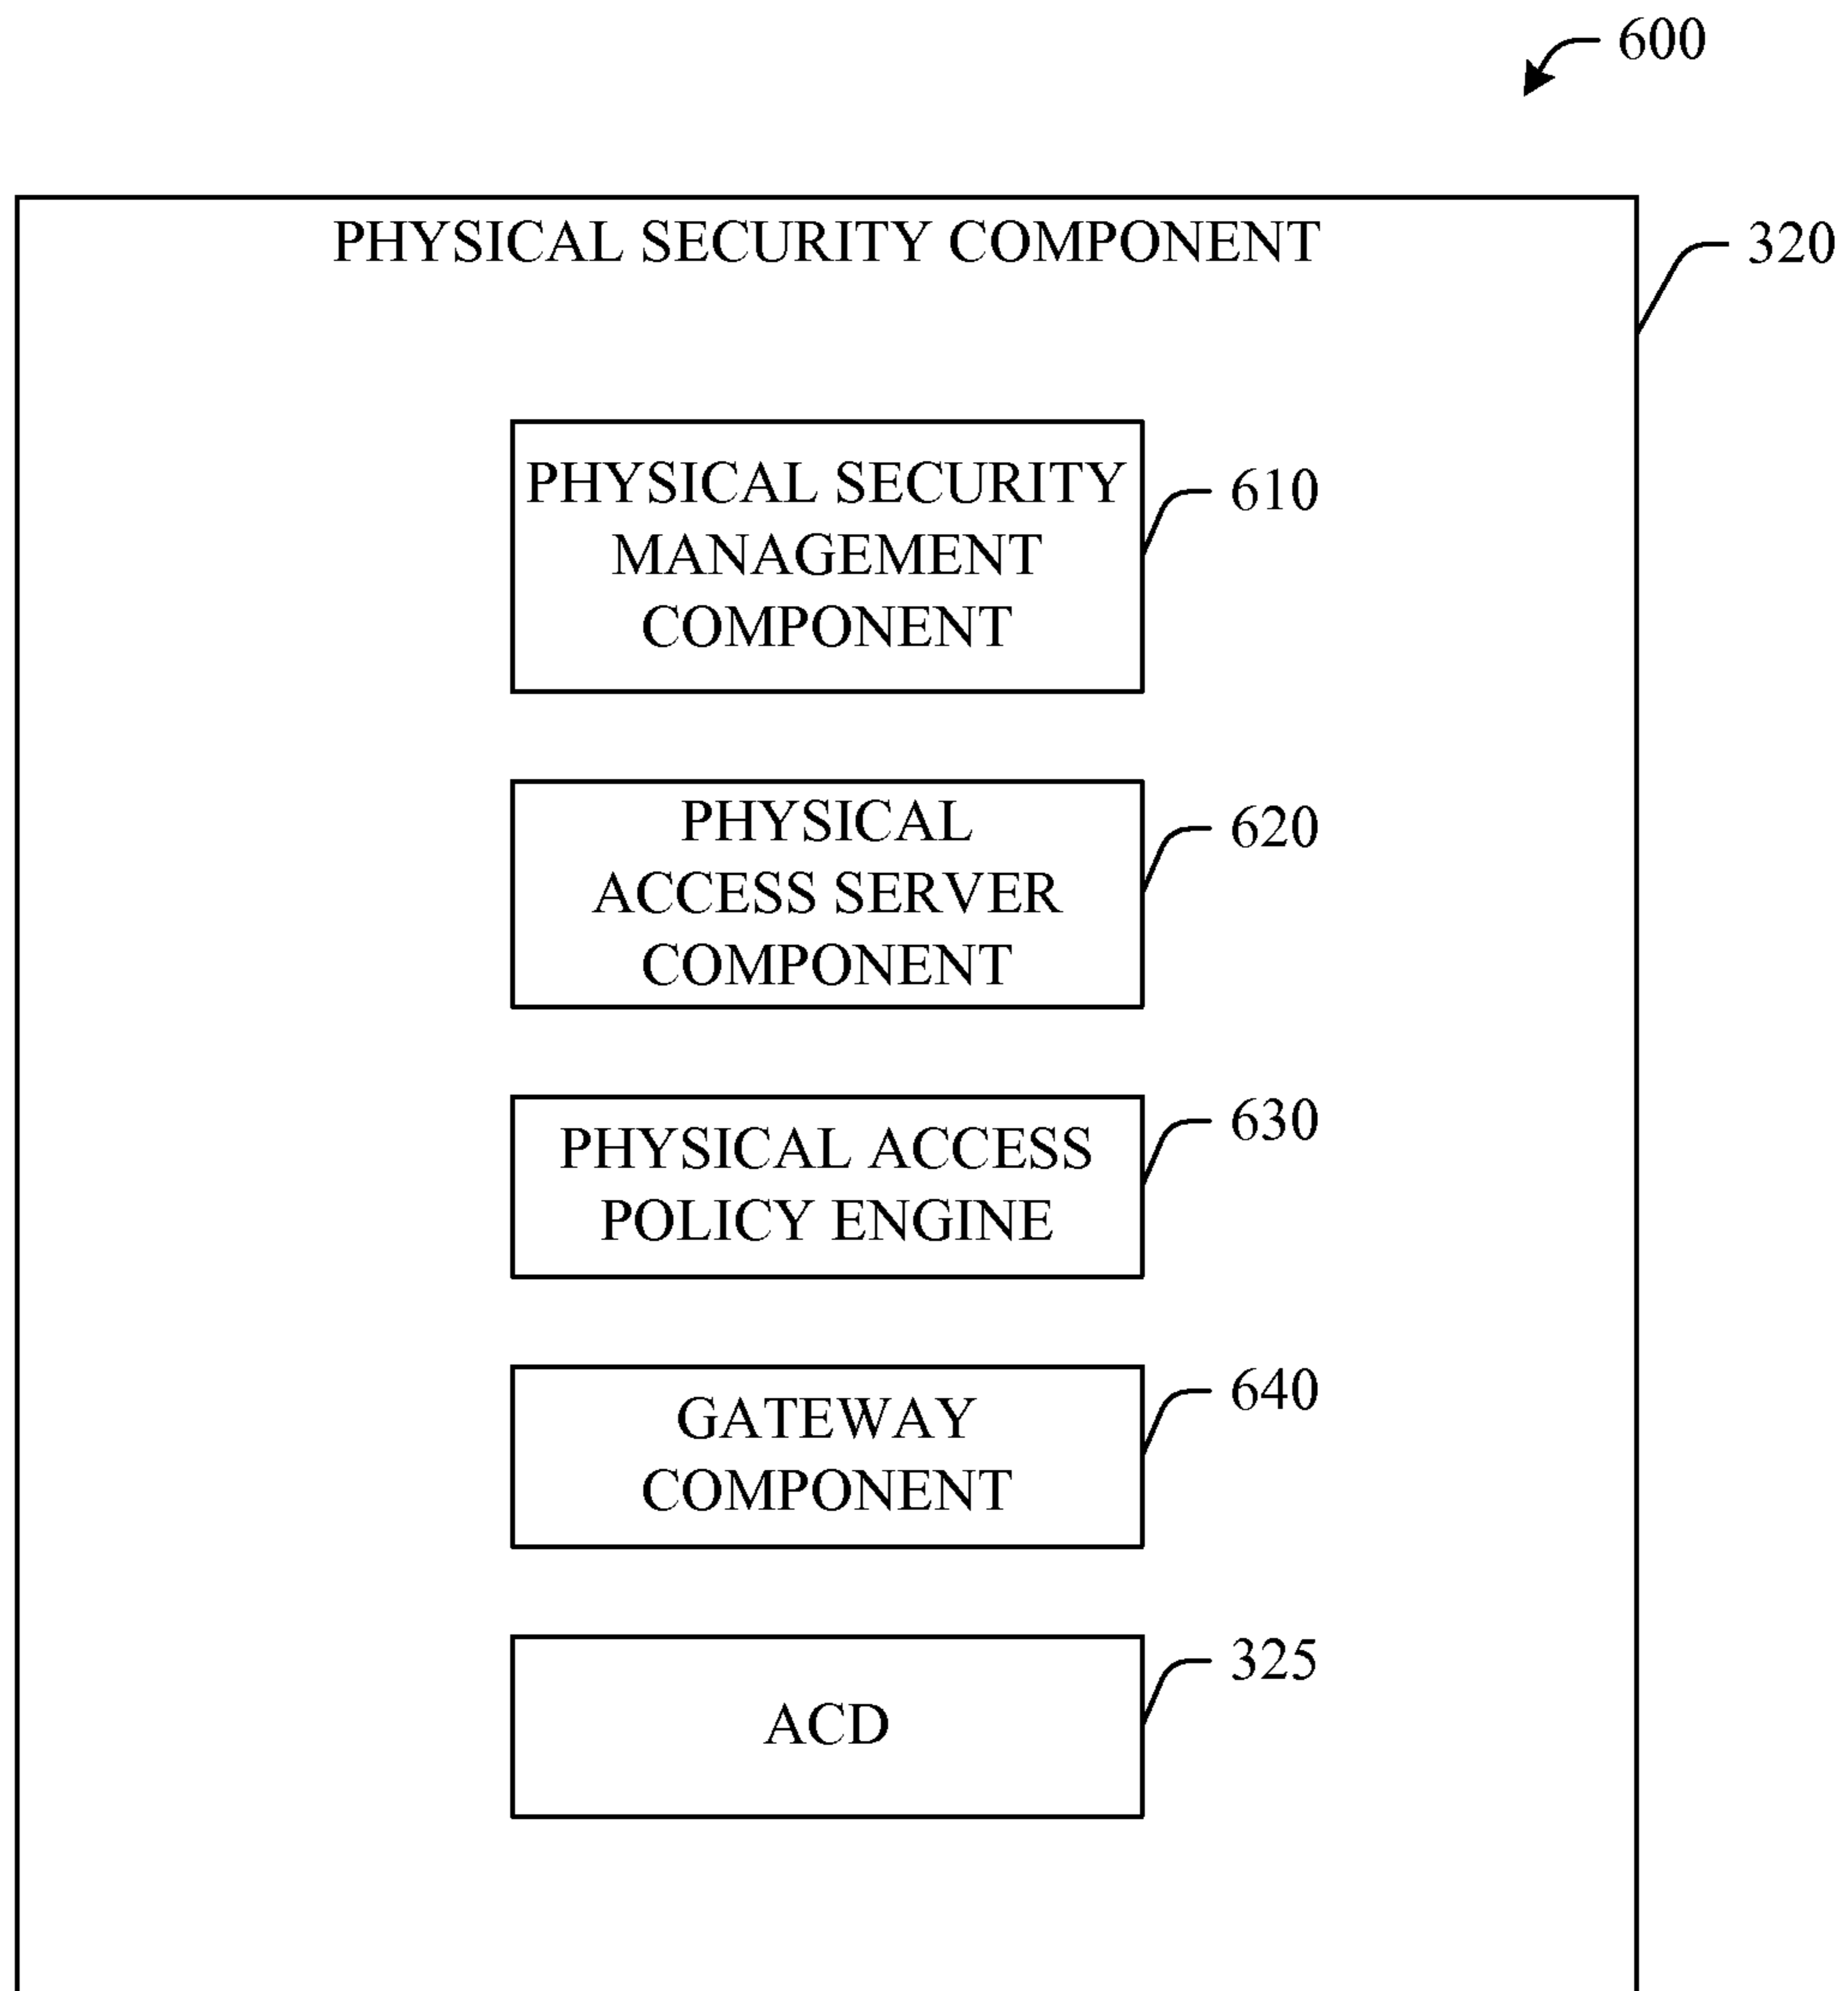 600
PHYSICAL SECURITY COMPONENT
320
PHYSICAL SECURITY
MANAGEMENT
COMPONENT
610
PHYSICAL
ACCESS SERVER
COMPONENT
620
PHYSICAL ACCESS
POLICY ENGINE
630
GATEWAY
COMPONENT
640
ACD
325